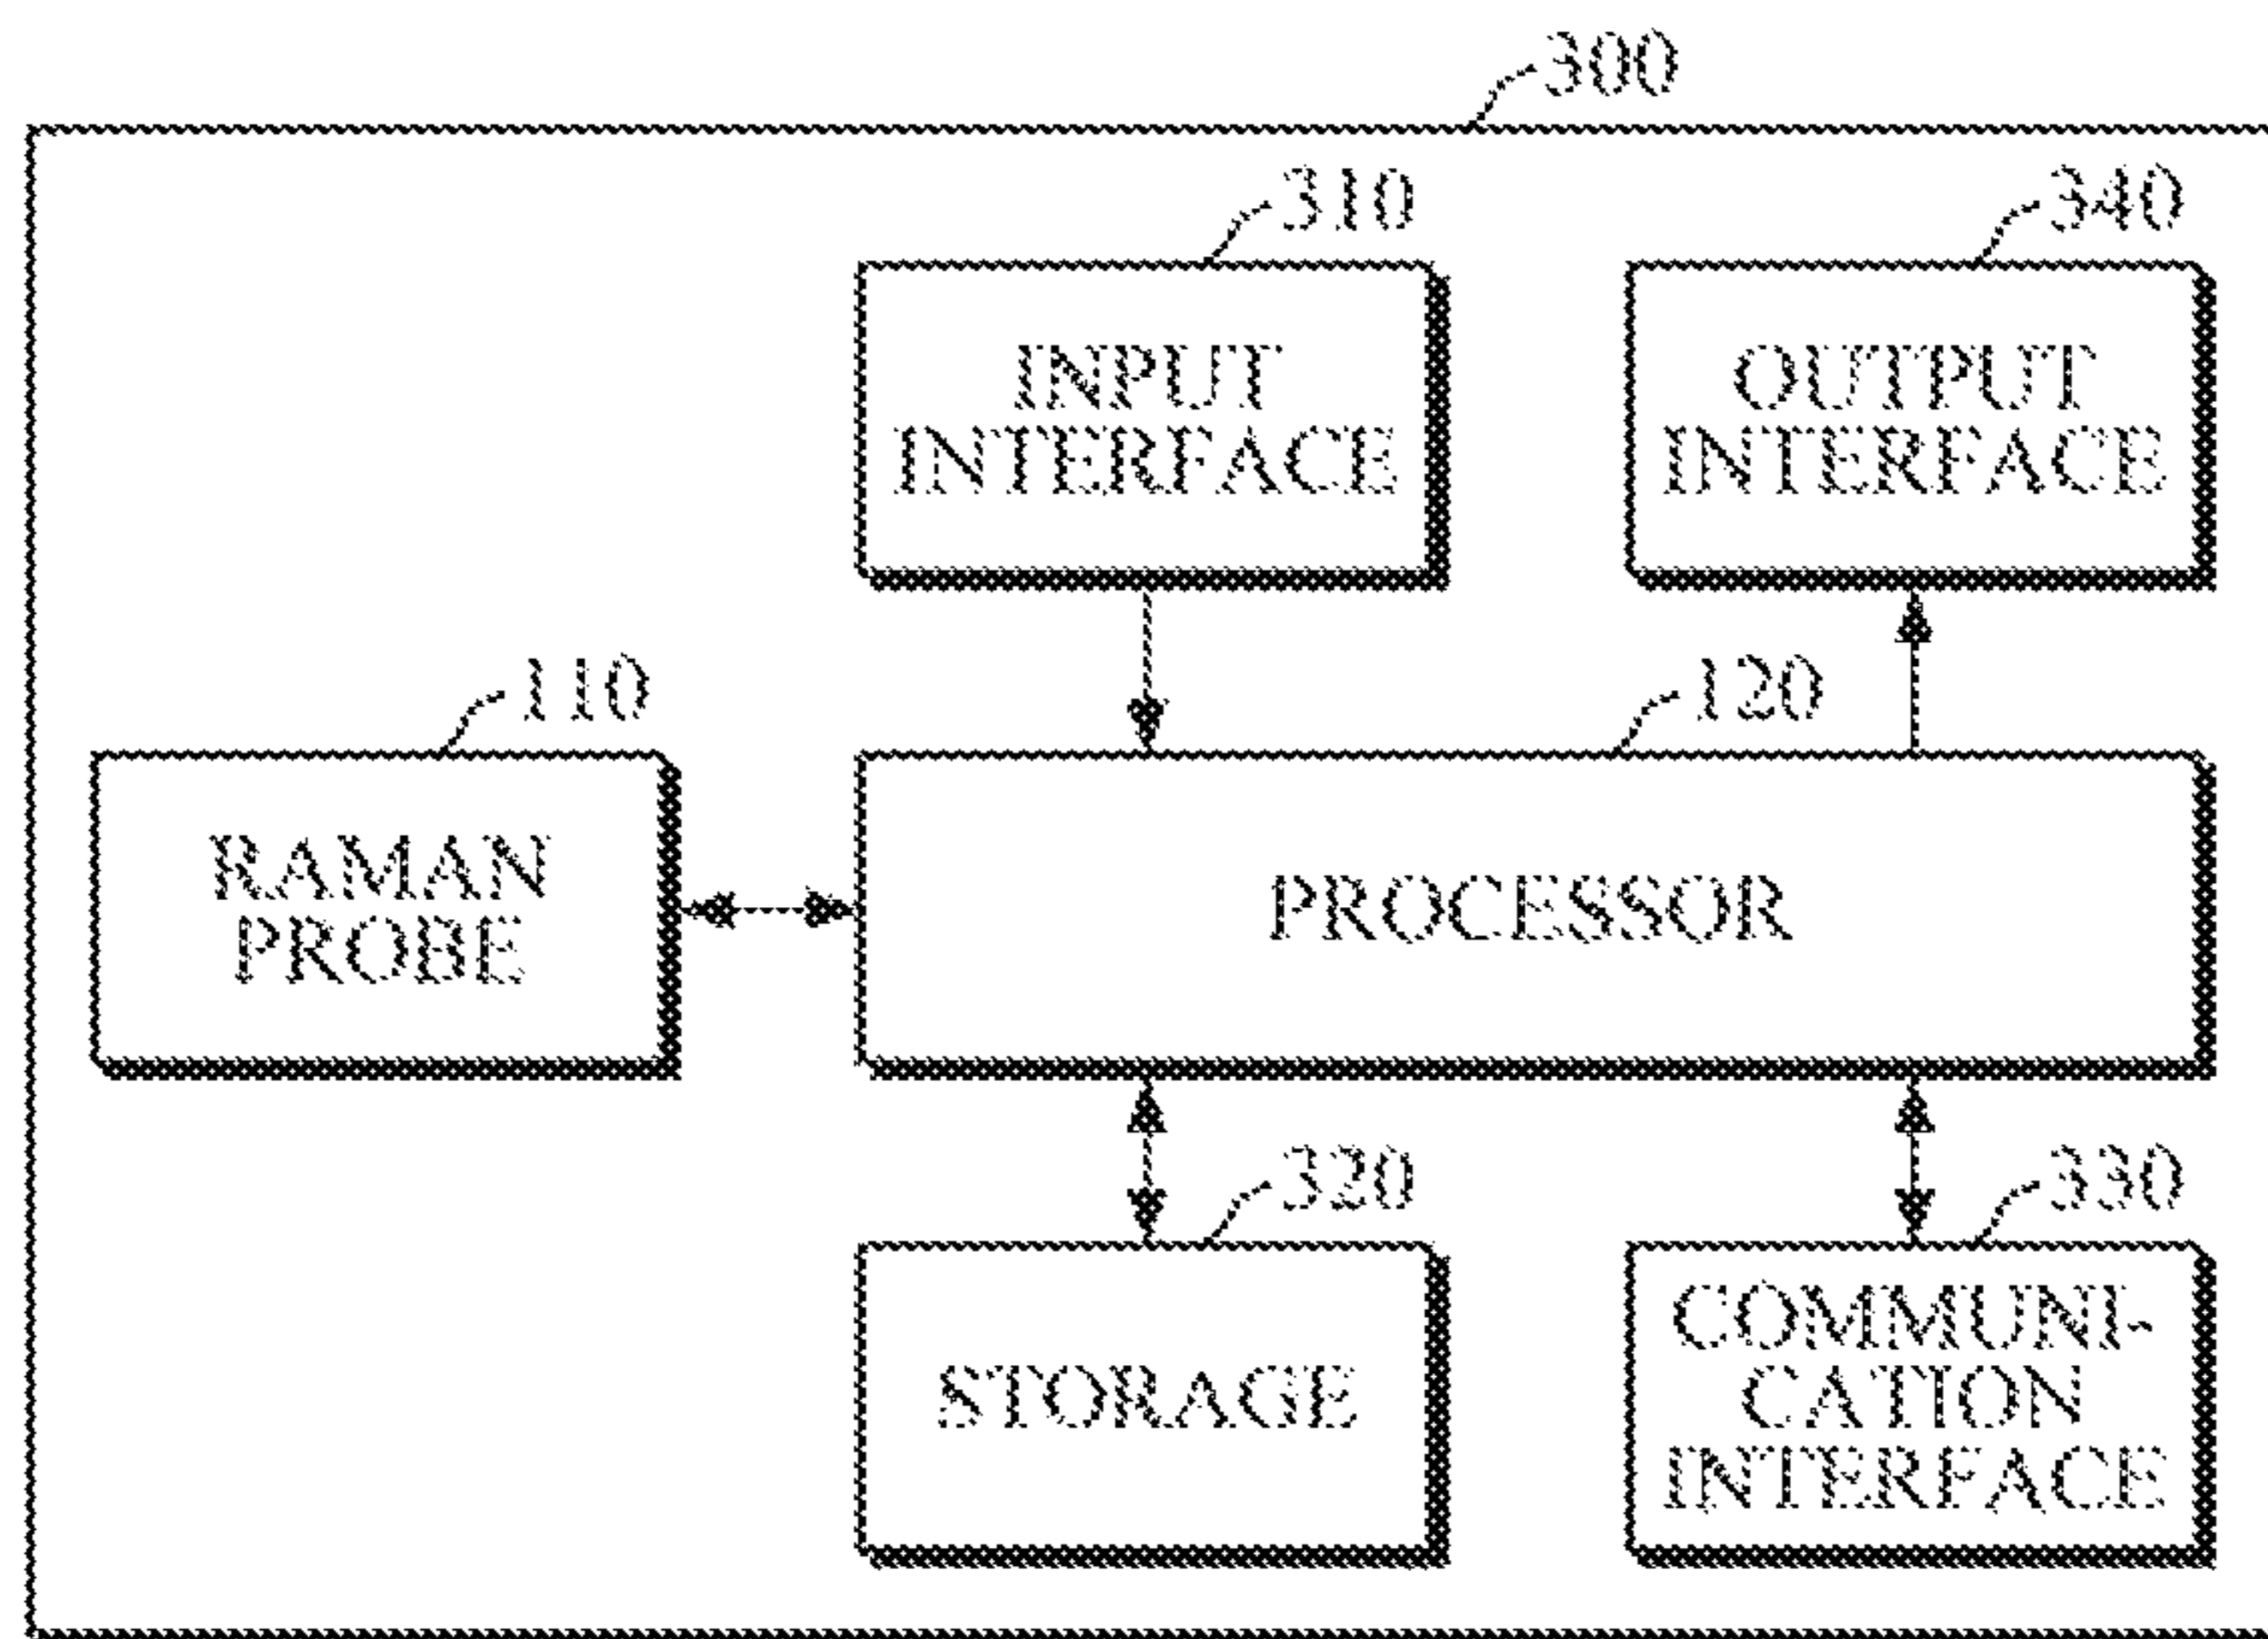 300
310
340
INPUT
INTERFACE
OUTPUT
INTERFACE
110
120
RAMAN
PROBE
PROCESSOR
320
330
STORAGE
COMMUNI-
CATION
INTERFACE